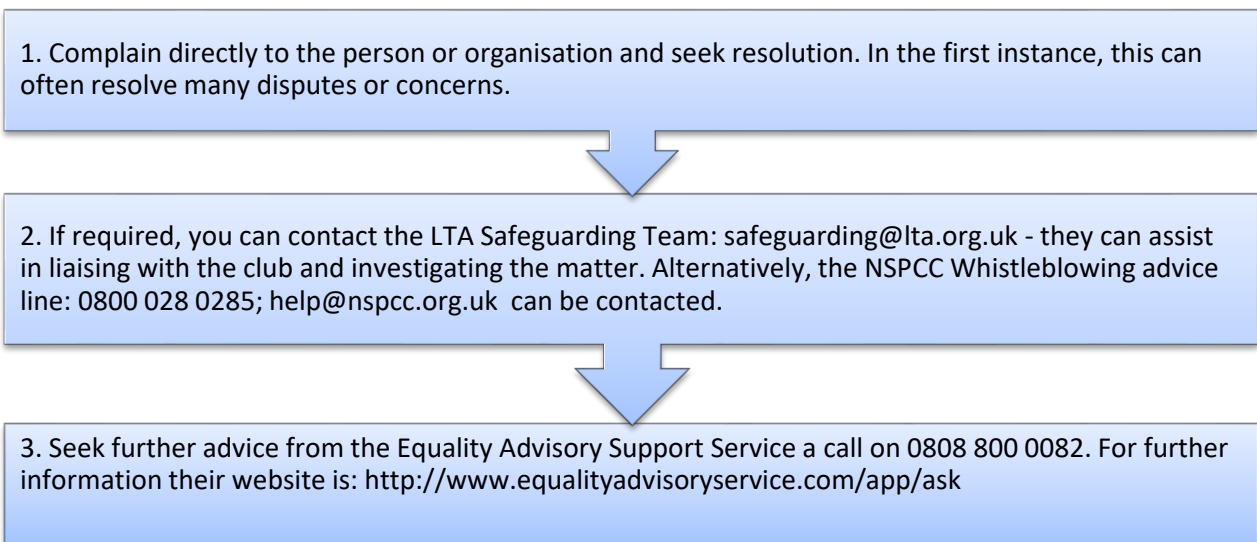 1. Complain directly to the person or organisation and seek resolution. In the first instance, this can
often resolve many disputes or concerns.
2. If required, you can contact the LTA Safeguarding Team: safeguarding@lta.org.uk - they can assist
in liaising with the club and investigating the matter. Alternatively, the NSPCC Whistleblowing advice
line: 0800 028 0285; help@nspcc.org.uk  can be contacted.
3. Seek further advice from the Equality Advisory Support Service a call on 0808 800 0082. For further
information their website is: http://www.equalityadvisoryservice.com/app/ask